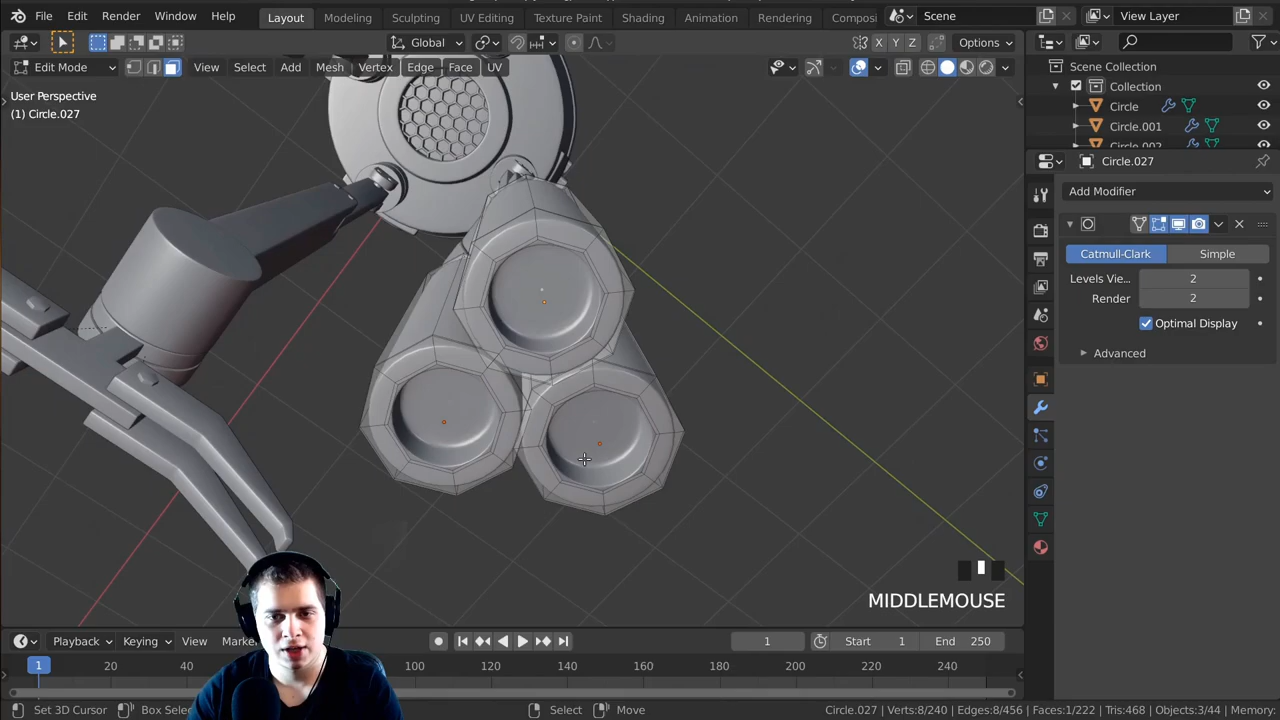 File Edit Render Window Help Layout Modeling Sculpting UV Editing Texture Paint Shading Animation Rendering Composi Scene View Layer
Global X Y Z Options
Edit Mode View Select Add Mesh Vertex Edge Face UV
User Perspective
(1) Circle.027
Scene Collection
Collection
Circle
Circle.001
Circle.027
Add Modifier
Catmull-Clark Simple
Levels Vie... 2
Render 2
Optimal Display
Advanced
MIDDLEMOUSE
Playback Keying View Marke 1 Start 1 End 250
1 20 40 100 120 140 160 180 200 220 240
Set 3D Cursor Box Selec Select Move Circle.027 | Verts:8/240 | Edges:8/456 | Faces:1/222 | Tris:468 | Objects:3/44 | Memory: